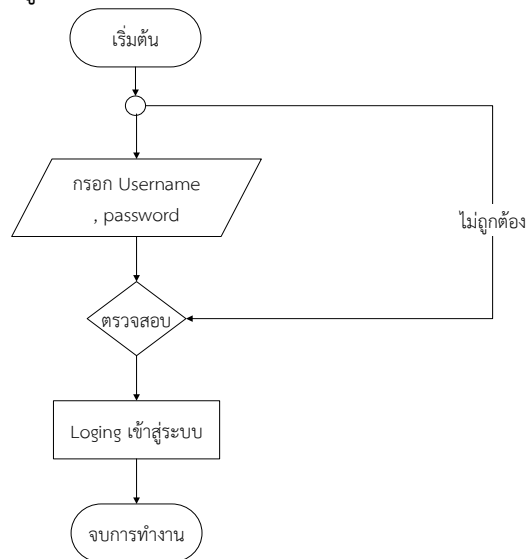 เริ่มต้น
กรอก Username
, password
ไม่ถูกต้อง
ตรวจสอบ
Loging เข้าสู่ระบบ
จบการทำงาน